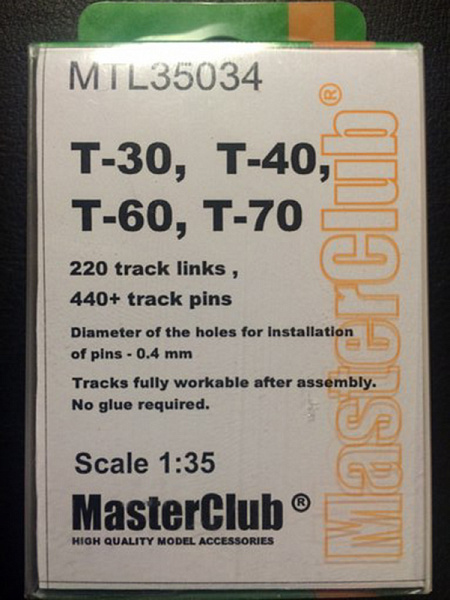 MTL35034
T-30, T-40,
T-60, T-70
220 track links ,
440+ track pins
Diameter of the holes for installation
of pins - 0.4 mm
Tracks fully workable after assembly.
No glue required.
Scale 1:35
MasterClub ®
HIGH QUALITY MODEL ACCESSORIES
MasterClub ®